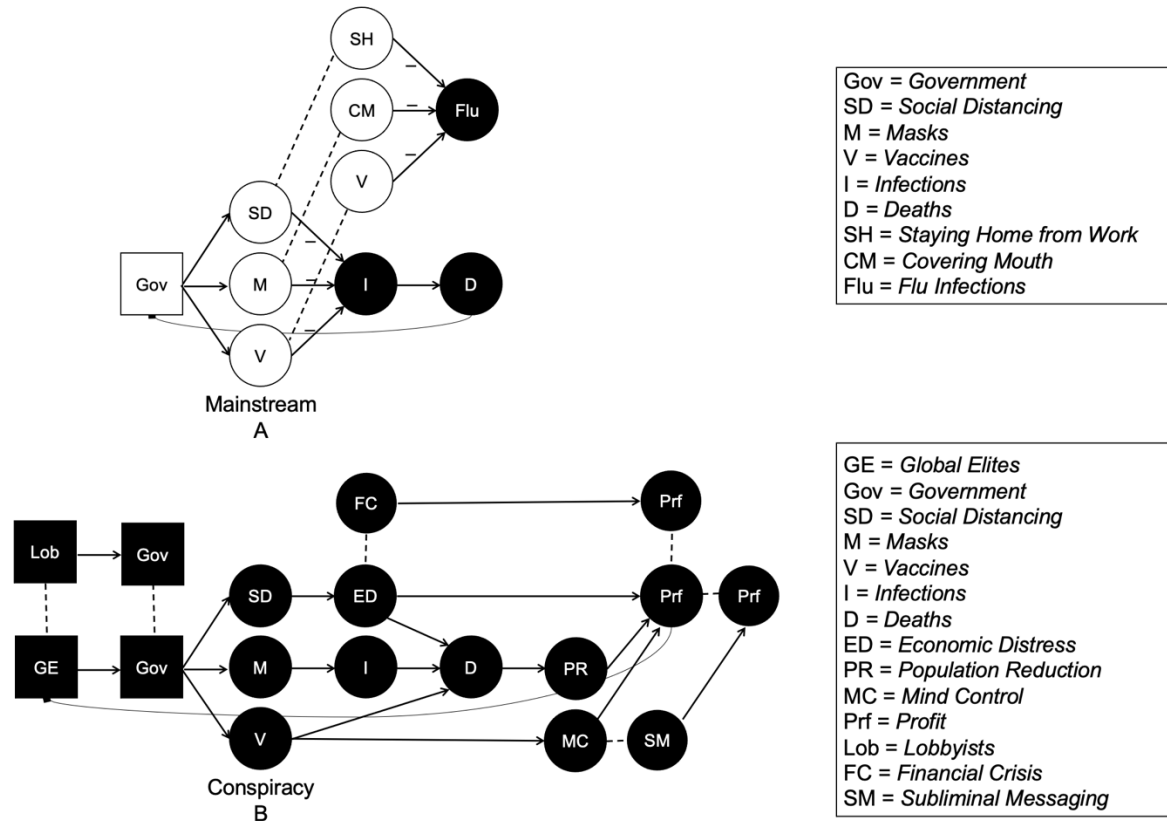 SH
CM
Flu
V
SD
Gov
M
I
D
V
–
–
–
–
–
–
Mainstream
A
Gov = Government
SD = Social Distancing
M = Masks
V = Vaccines
I = Infections
D = Deaths
SH = Staying Home from Work
CM = Covering Mouth
Flu = Flu Infections
FC
Prf
Lob
Gov
SD
ED
Prf
Prf
GE
Gov
M
I
D
PR
V
MC
SM
Conspiracy
B
GE = Global Elites
Gov = Government
SD = Social Distancing
M = Masks
V = Vaccines
I = Infections
D = Deaths
ED = Economic Distress
PR = Population Reduction
MC = Mind Control
Prf = Profit
Lob = Lobbyists
FC = Financial Crisis
SM = Subliminal Messaging